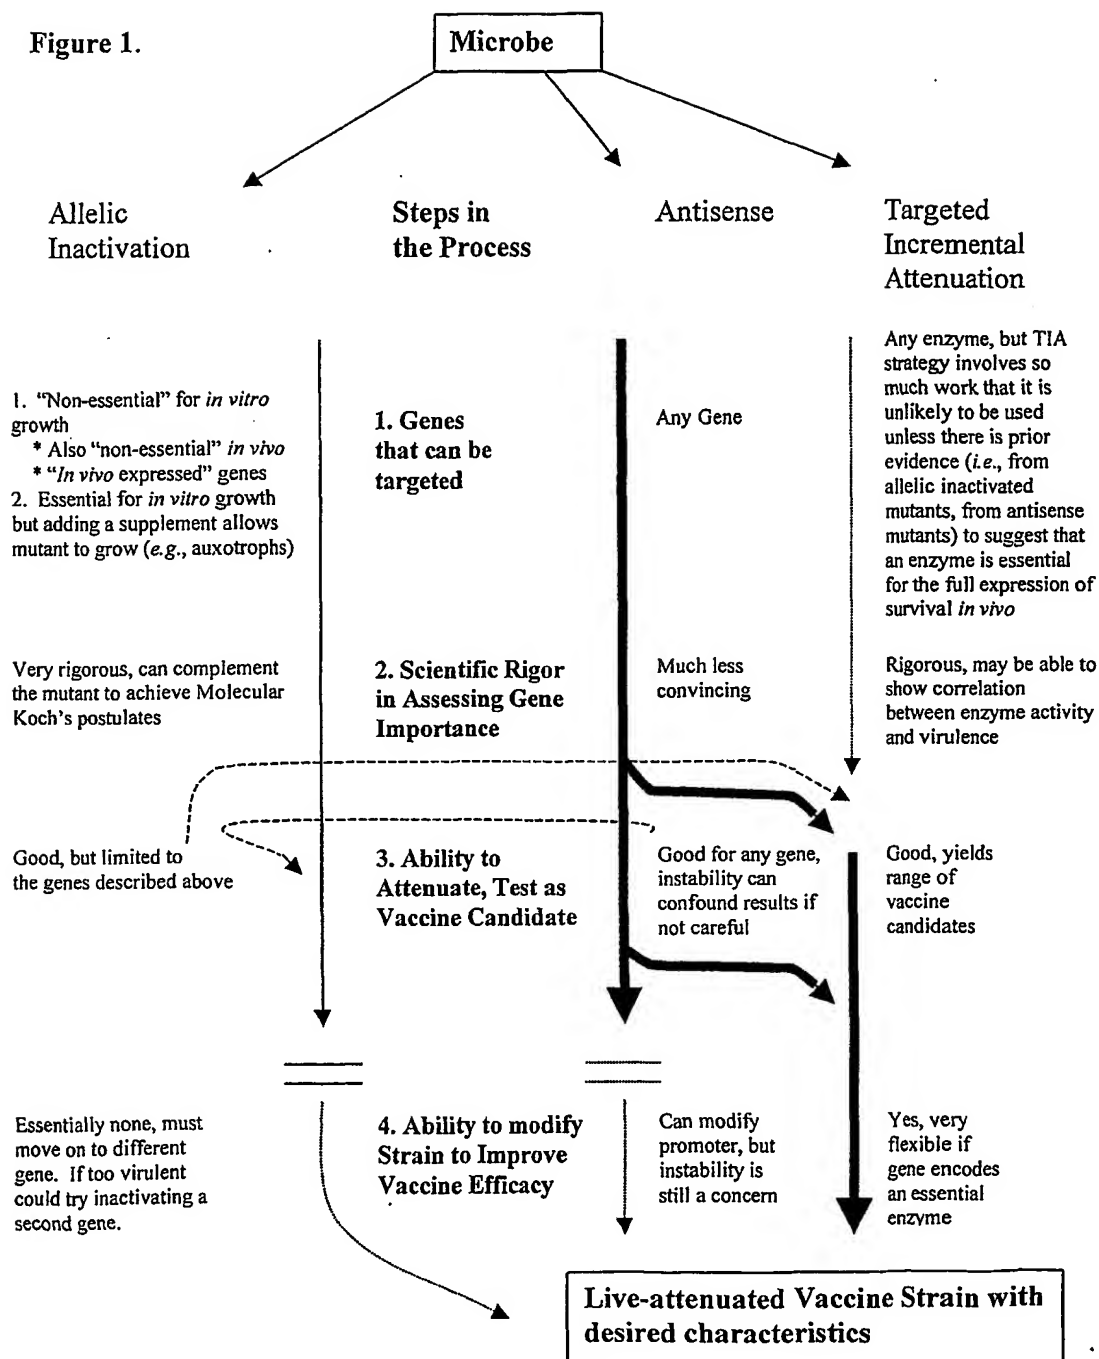 Figure 1.
Microbe
Allelic
Inactivation
Steps in
the Process
Antisense
Targeted
Incremental
Attenuation
1. "Non-essential" for in vitro
growth
* Also "non-essential" in vivo
* "In vivo expressed" genes
2. Essential for in vitro growth
but adding a supplement allows
mutant to grow (e.g., auxotrophs)
1. Genes
that can be
targeted
Any Gene
Any enzyme, but TIA
strategy involves so
much work that it is
unlikely to be used
unless there is prior
evidence (i.e., from
allelic inactivated
mutants, from antisense
mutants) to suggest that
an enzyme is essential
for the full expression of
survival in vivo
Very rigorous, can complement
the mutant to achieve Molecular
Koch's postulates
2. Scientific Rigor
in Assessing Gene
Importance
Much less
convincing
Rigorous, may be able to
show correlation
between enzyme activity
and virulence
Good, but limited to
the genes described above
3. Ability to
Attenuate, Test as
Vaccine Candidate
Good for any gene,
instability can
confound results if
not careful
Good, yields
range of
vaccine
candidates
Essentially none, must
move on to different
gene. If too virulent
could try inactivating a
second gene.
4. Ability to modify
Strain to Improve
Vaccine Efficacy
Can modify
promoter, but
instability is
still a concern
Yes, very
flexible if
gene encodes
an essential
enzyme
Live-attenuated Vaccine Strain with
desired characteristics